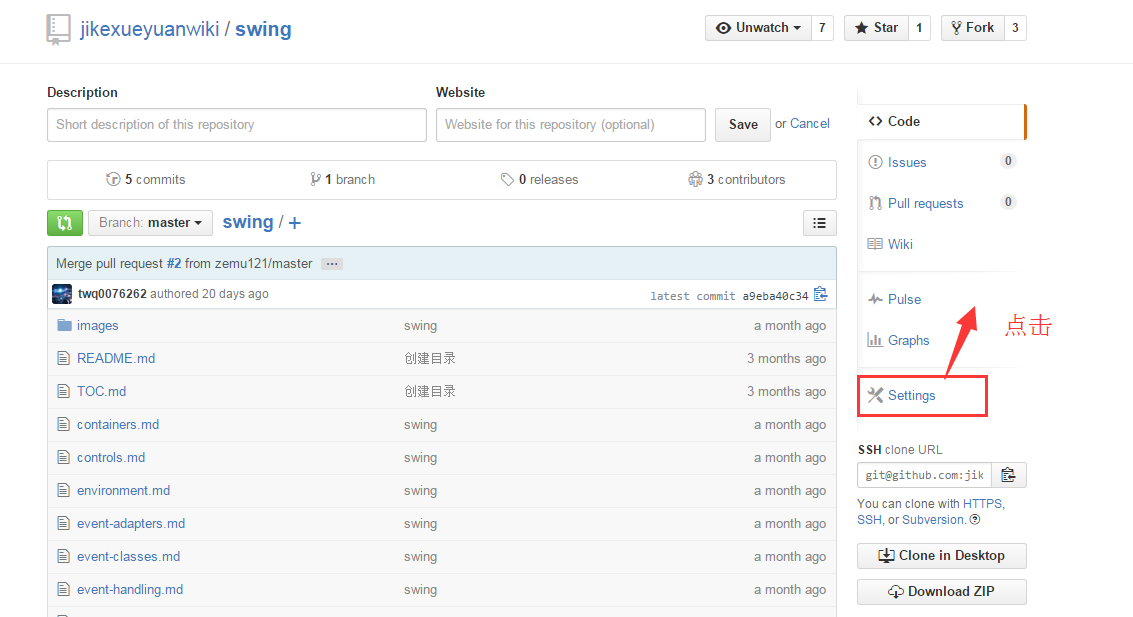 jikexueyuanwiki / swing
Unwatch 7 Star 1 Fork 3
Description Website
Short description of this repository Website for this repository (optional) Save or Cancel
5 commits 1 branch 0 releases 3 contributors
Branch: master swing / +
Merge pull request #2 from zemu121/master ...
twq0076262 authored 20 days ago latest commit a9eba40c34
images swing a month ago
README.md 创建目录 3 months ago
TOC.md 创建目录 3 months ago
containers.md swing a month ago
controls.md swing a month ago
environment.md swing a month ago
event-adapters.md swing a month ago
event-classes.md swing a month ago
event-handling.md swing a month ago
Code
Issues 0
Pull requests 0
Wiki
Pulse
点击
Graphs
Settings
SSH clone URL
git@github.com:jik
You can clone with HTTPS,
SSH, or Subversion.
Clone in Desktop
Download ZIP